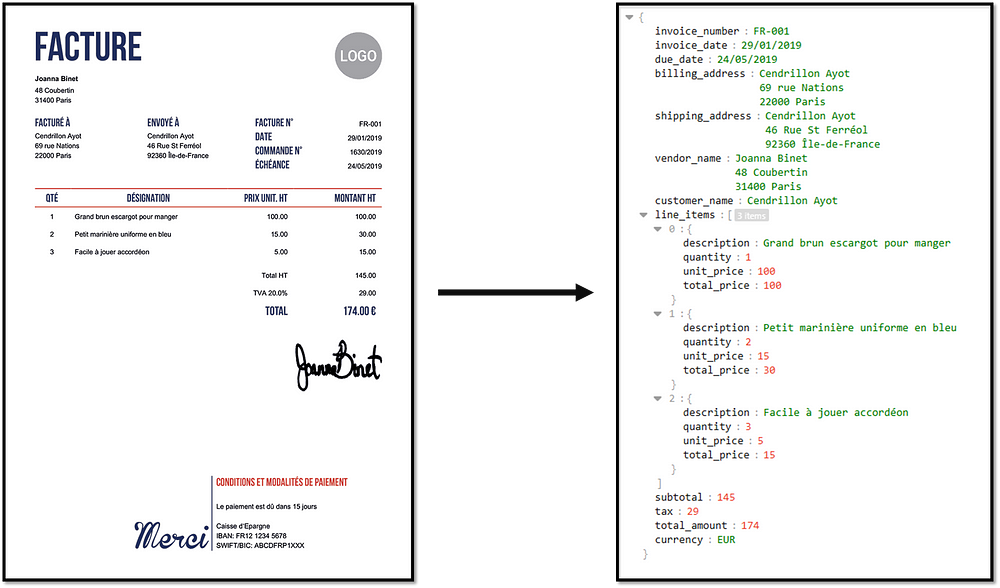 FACTURE
LOGO
Joanna Binet
48 Coubertin
31400 Paris
FACTURÉ À
Cendrillon Ayot
69 rue Nations
22000 Paris
ENVOYÉ À
Cendrillon Ayot
46 Rue St Ferréol
92360 Île-de-France
FACTURE N° FR-001
DATE 29/01/2019
COMMANDE N° 1630/2019
ÉCHÉANCE 24/05/2019
QTÉ DÉSIGNATION PRIX UNIT. HT MONTANT HT
1 Grand brun escargot pour manger 100.00 100.00
2 Petit marinière uniforme en bleu 15.00 30.00
3 Facile à jouer accordéon 5.00 15.00
Total HT 145.00
TVA 20.0% 29.00
TOTAL 174.00 €
Joanna Binet
CONDITIONS ET MODALITÉS DE PAIEMENT
Le paiement est dû dans 15 jours
Merci
Caisse d'Epargne
IBAN: FR12 1234 5678
SWIFT/BIC: ABCDFRP1XXX
{
invoice_number : FR-001
invoice_date : 29/01/2019
due_date : 24/05/2019
billing_address : Cendrillon Ayot
69 rue Nations
22000 Paris
shipping_address : Cendrillon Ayot
46 Rue St Ferréol
92360 Île-de-France
vendor_name : Joanna Binet
48 Coubertin
31400 Paris
customer_name : Cendrillon Ayot
line_items : [ 3 items
0 : {
description : Grand brun escargot pour manger
quantity : 1
unit_price : 100
total_price : 100
}
1 : {
description : Petit marinière uniforme en bleu
quantity : 2
unit_price : 15
total_price : 30
}
2 : {
description : Facile à jouer accordéon
quantity : 3
unit_price : 5
total_price : 15
}
]
subtotal : 145
tax : 29
total_amount : 174
currency : EUR
}